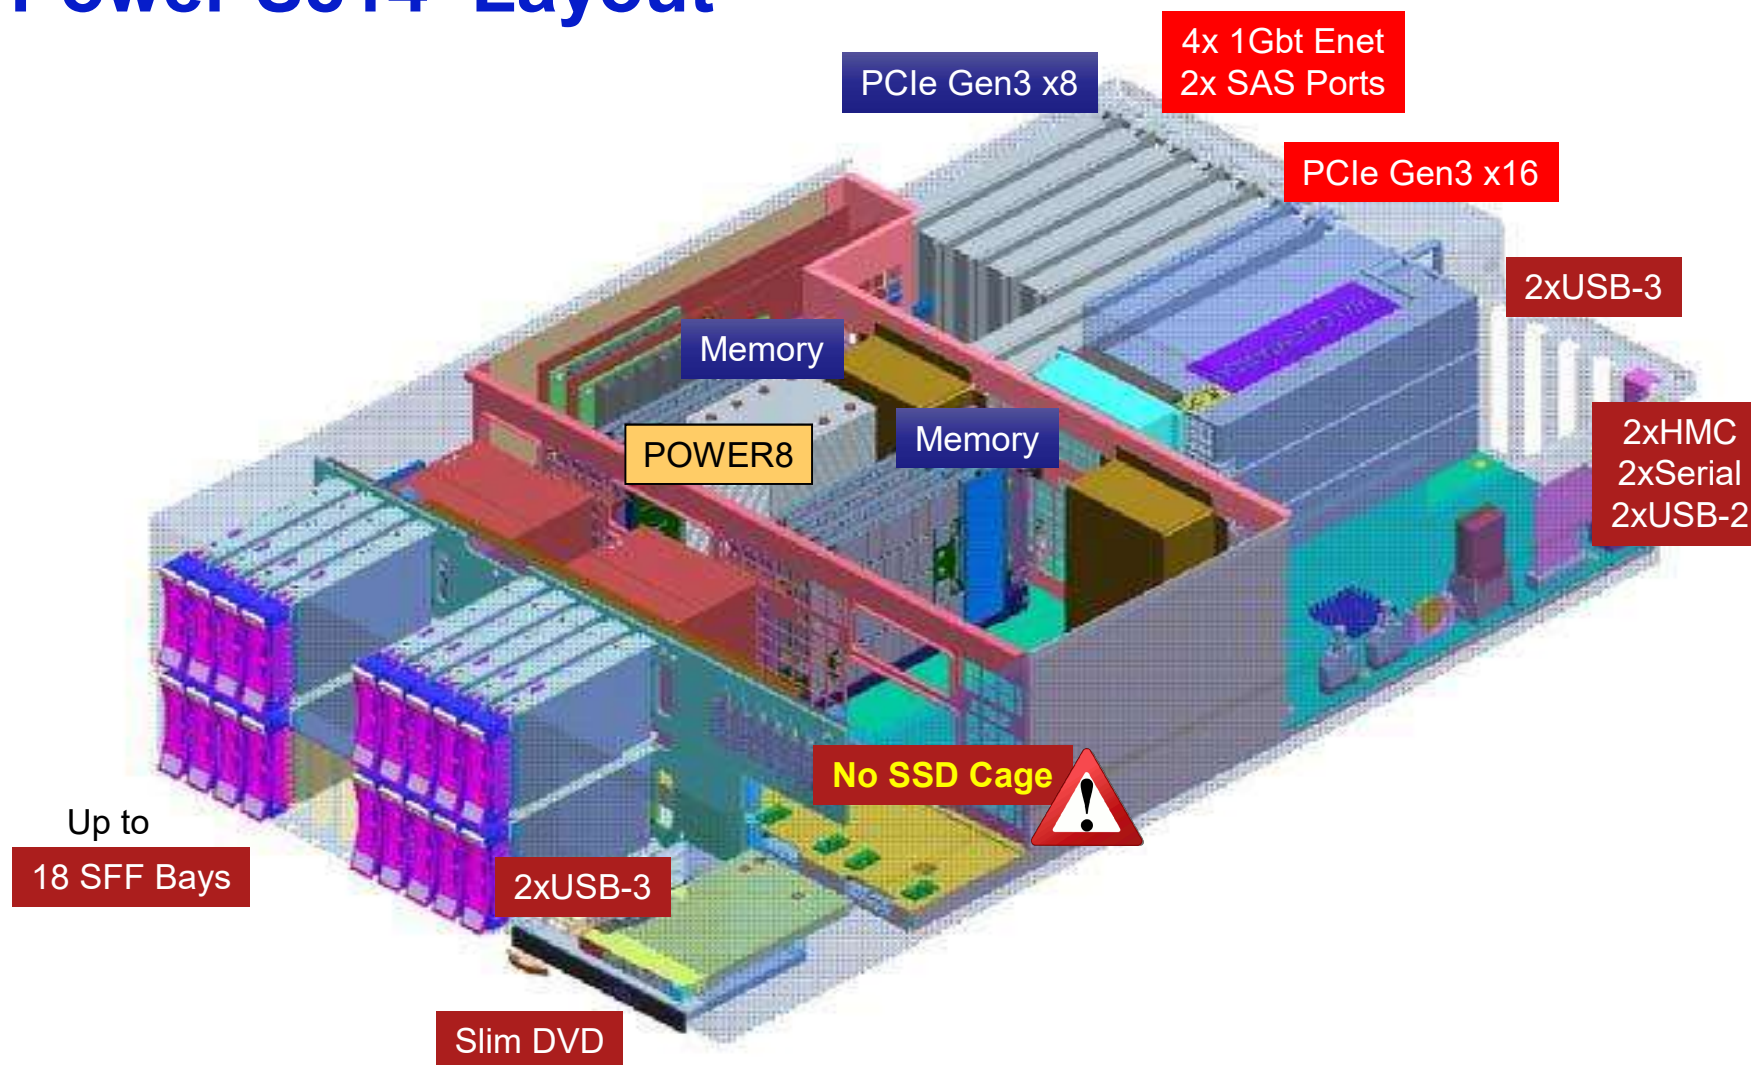 Layout
4x 1Gbt Enet
2x SAS Ports
PCIe Gen3 x8
PCIe Gen3 x16
2xUSB-3
Memory
Memory
POWER8
2xHMC
2xSerial
2xUSB-2
No SSD Cage
Up to
18 SFF Bays
2xUSB-3
Slim DVD